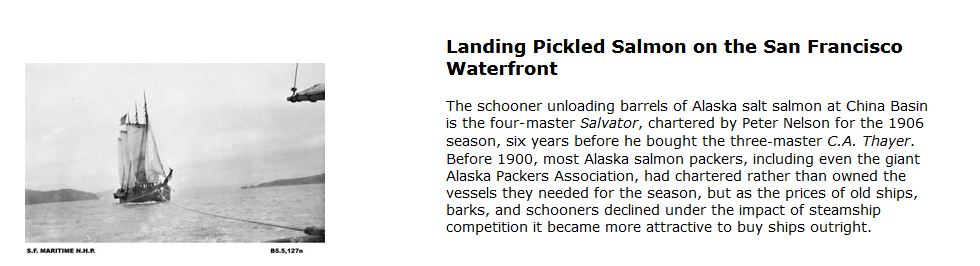 Landing Pickled Salmon on the San Francisco
Waterfront
The schooner unloading barrels of Alaska salt salmon at China Basin
is the four-master Salvator, chartered by Peter Nelson for the 1906
season, six years before he bought the three-master C.A. Thayer.
Before 1900, most Alaska salmon packers, including even the giant
Alaska Packers Association, had chartered rather than owned the
vessels they needed for the season, but as the prices of old ships,
barks, and schooners declined under the impact of steamship
competition it became more attractive to buy ships outright.
S.F. MARITIME N.H.P. B5.5,127n